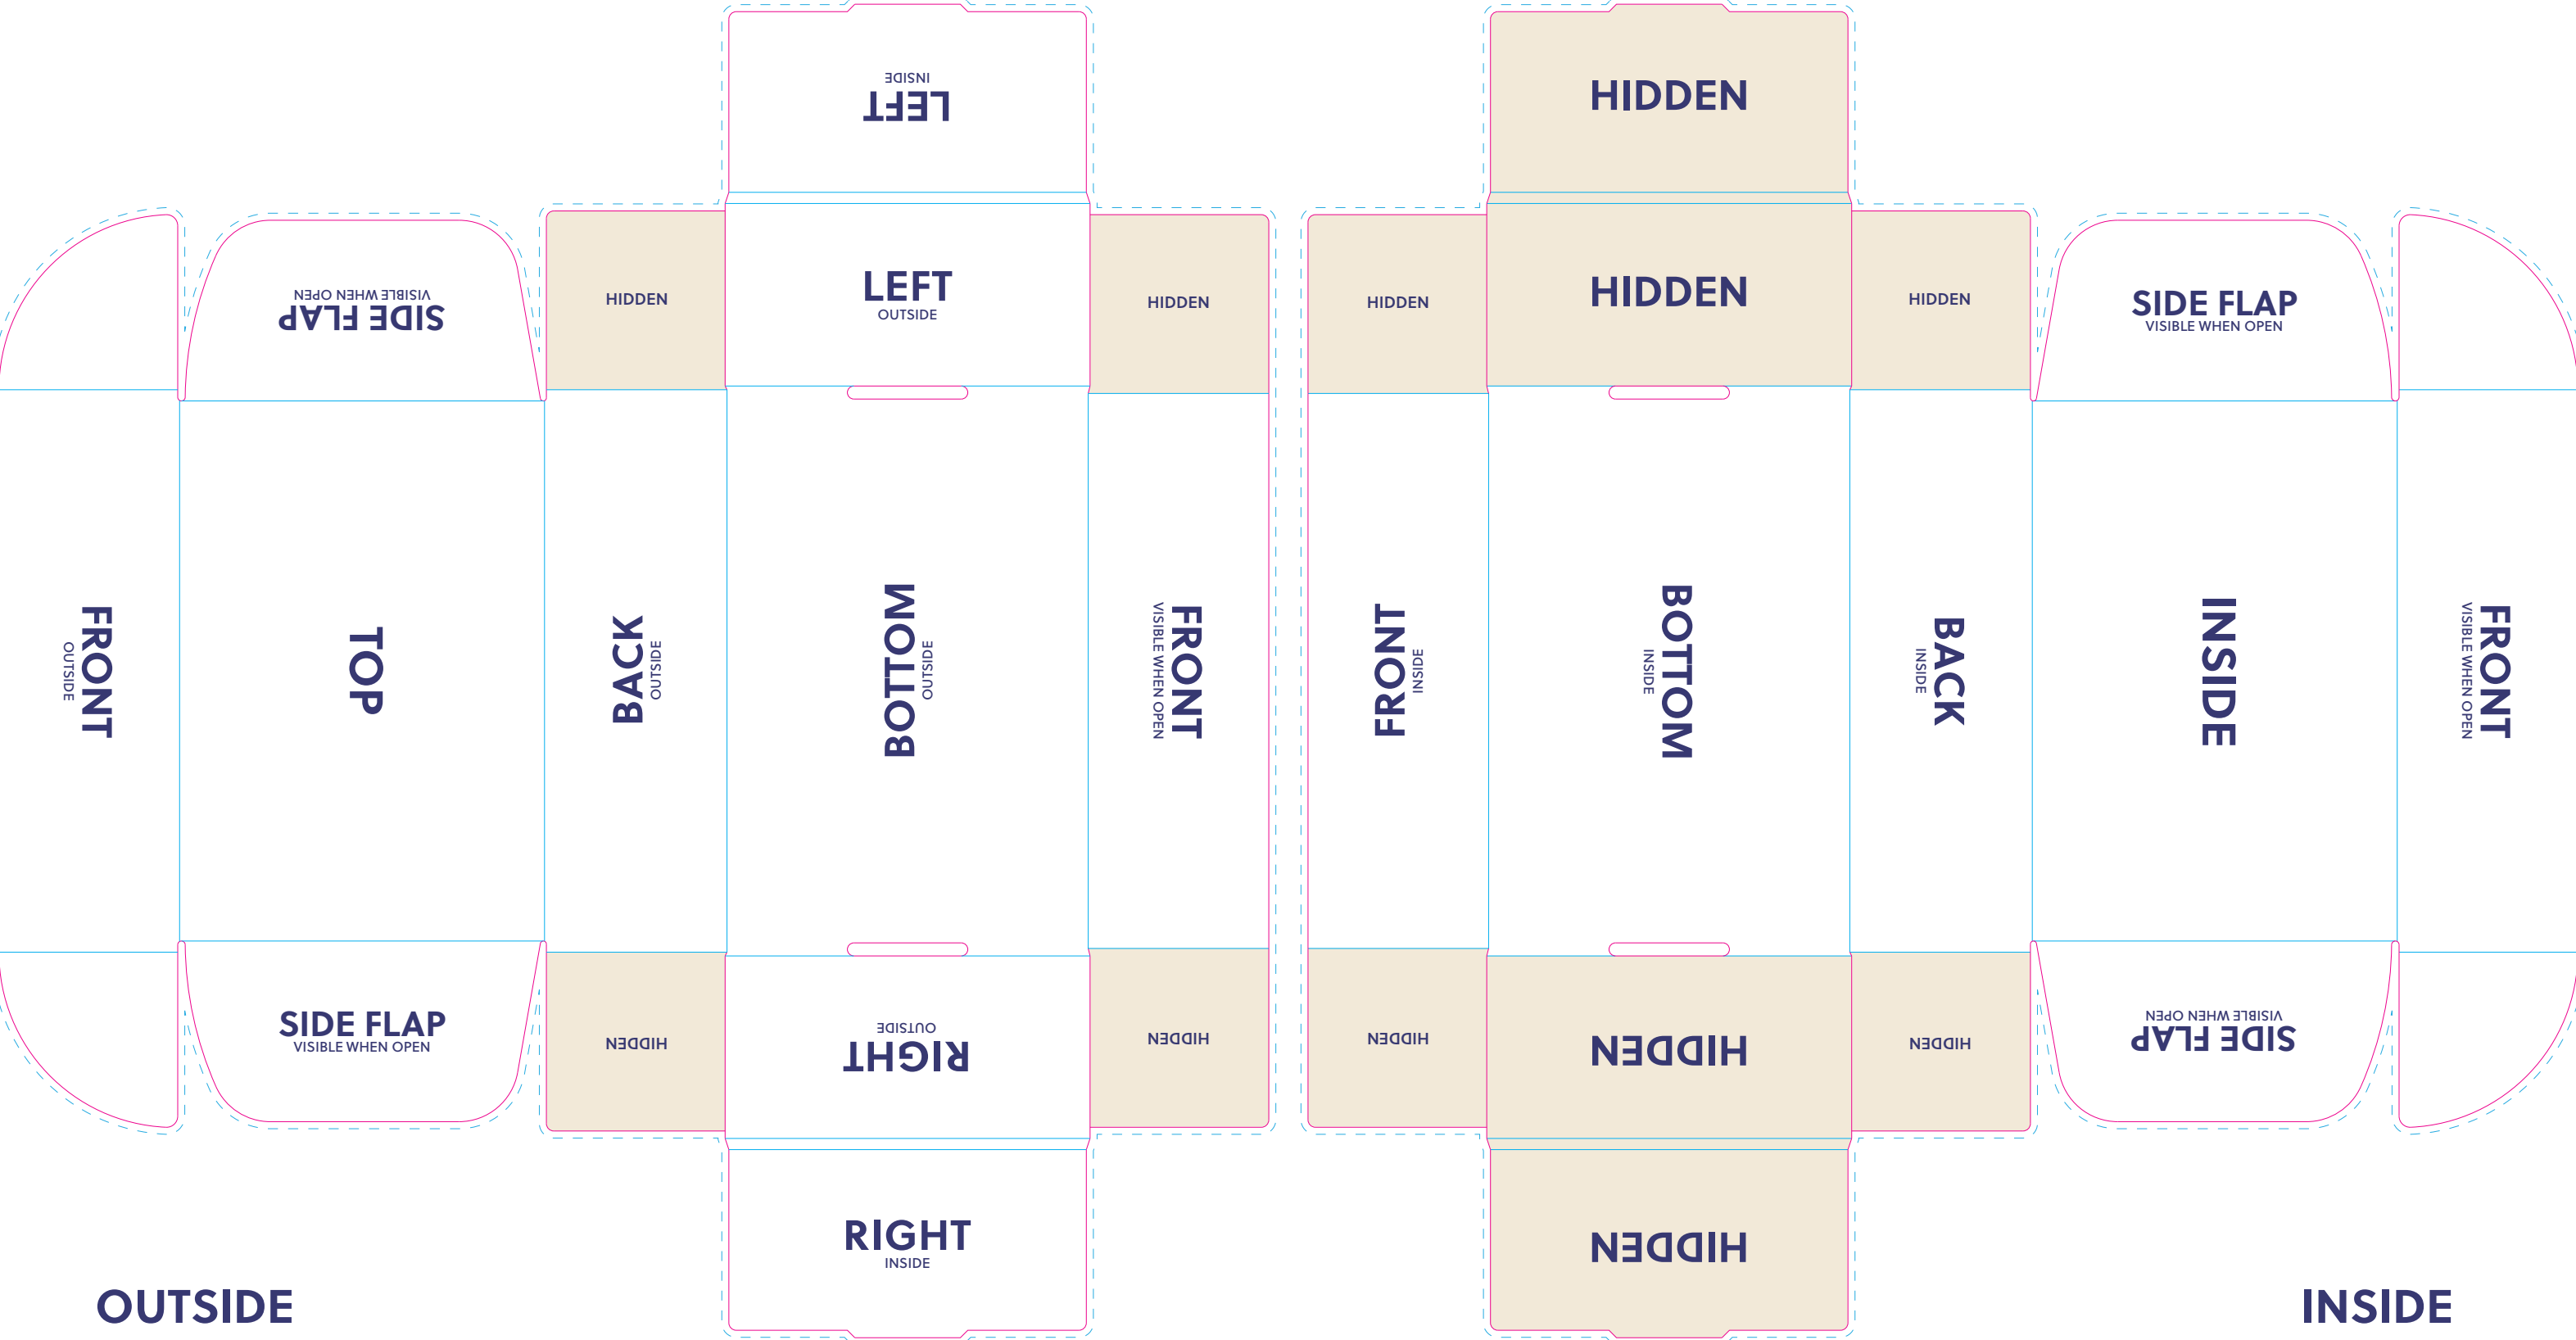 INSIDE
LEFT
HIDDEN
VISIBLE WHEN OPEN
SIDE FLAP
HIDDEN
LEFT
OUTSIDE
HIDDEN
HIDDEN
HIDDEN
HIDDEN
SIDE FLAP
VISIBLE WHEN OPEN
FRONT
OUTSIDE
TOP
BACK
OUTSIDE
BOTTOM
OUTSIDE
FRONT
VISIBLE WHEN OPEN
FRONT
INSIDE
BOTTOM
INSIDE
BACK
INSIDE
INSIDE
FRONT
VISIBLE WHEN OPEN
SIDE FLAP
VISIBLE WHEN OPEN
HIDDEN
OUTSIDE
RIGHT
HIDDEN
HIDDEN
HIDDEN
HIDDEN
VISIBLE WHEN OPEN
SIDE FLAP
RIGHT
INSIDE
HIDDEN
OUTSIDE
INSIDE